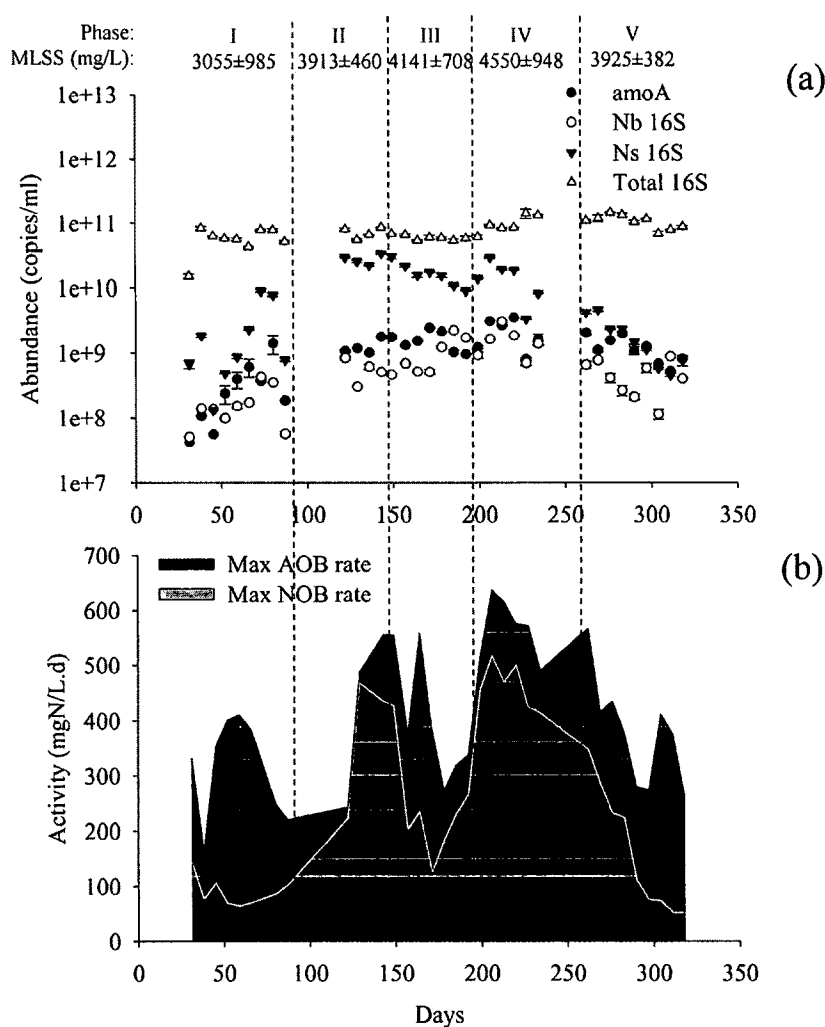 Phase: I II III IV V
MLSS (mg/L): 3055±985 3913±460 4141±708 4550±948 3925±382
(a)
1e+13
1e+12
1e+11
1e+10
1e+9
1e+8
1e+7
Abundance (copies/ml)
amoA
Nb 16S
Ns 16S
Total 16S
0 50 100 150 200 250 300 350
(b)
700
600
500
400
300
200
100
0
Activity (mgN/L.d)
Max AOB rate
Max NOB rate
0 50 100 150 200 250 300 350
Days